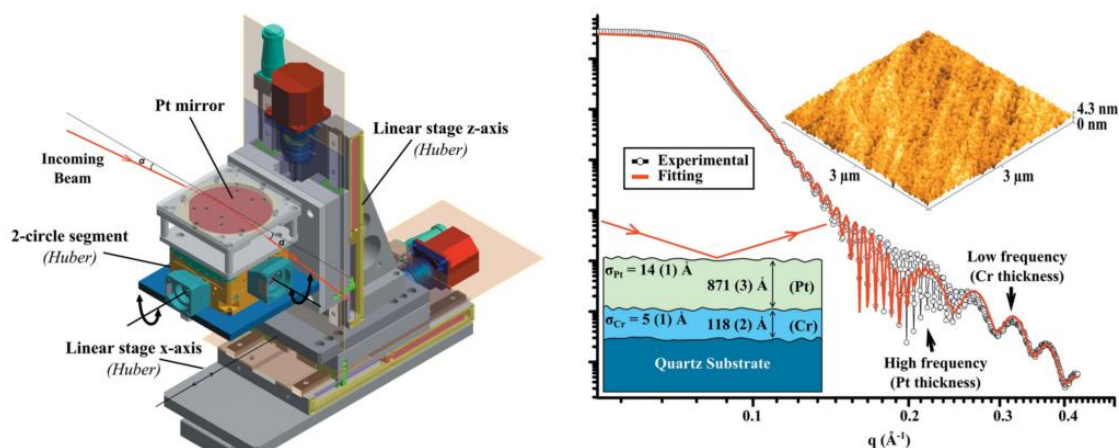 Pt mirror
Linear stage z-axis
(Huber)
Incoming
Beam
α
α
2-circle segment
(Huber)
Linear stage x-axis
(Huber)
4.3 nm
0 nm
3 µm
3 µm
Experimental
Fitting
σPt = 14 (1) Å
871 (3) Å
(Pt)
σCr = 5 (1) Å
118 (2) Å
(Cr)
Quartz Substrate
Low frequency
(Cr thickness)
High frequency
(Pt thickness)
0.1
0.2
0.3
0.4
q (Å⁻¹)